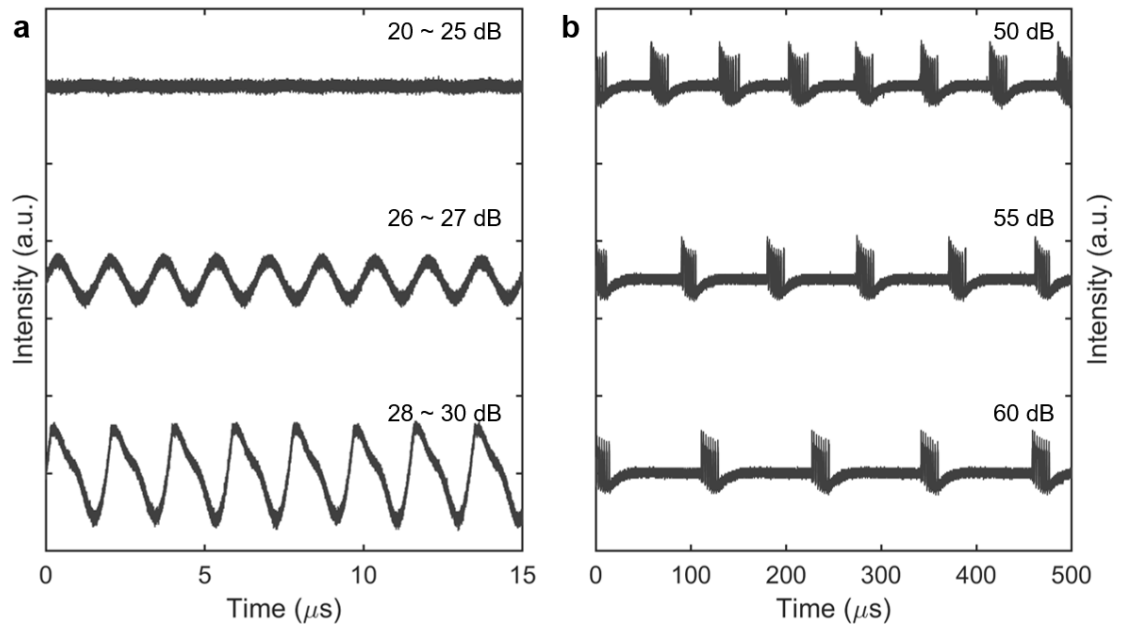 a
20 ~ 25 dB
26 ~ 27 dB
28 ~ 30 dB
Intensity (a.u.)
0 5 10 15
Time (μs)
b
50 dB
55 dB
60 dB
Intensity (a.u.)
0 100 200 300 400 500
Time (μs)